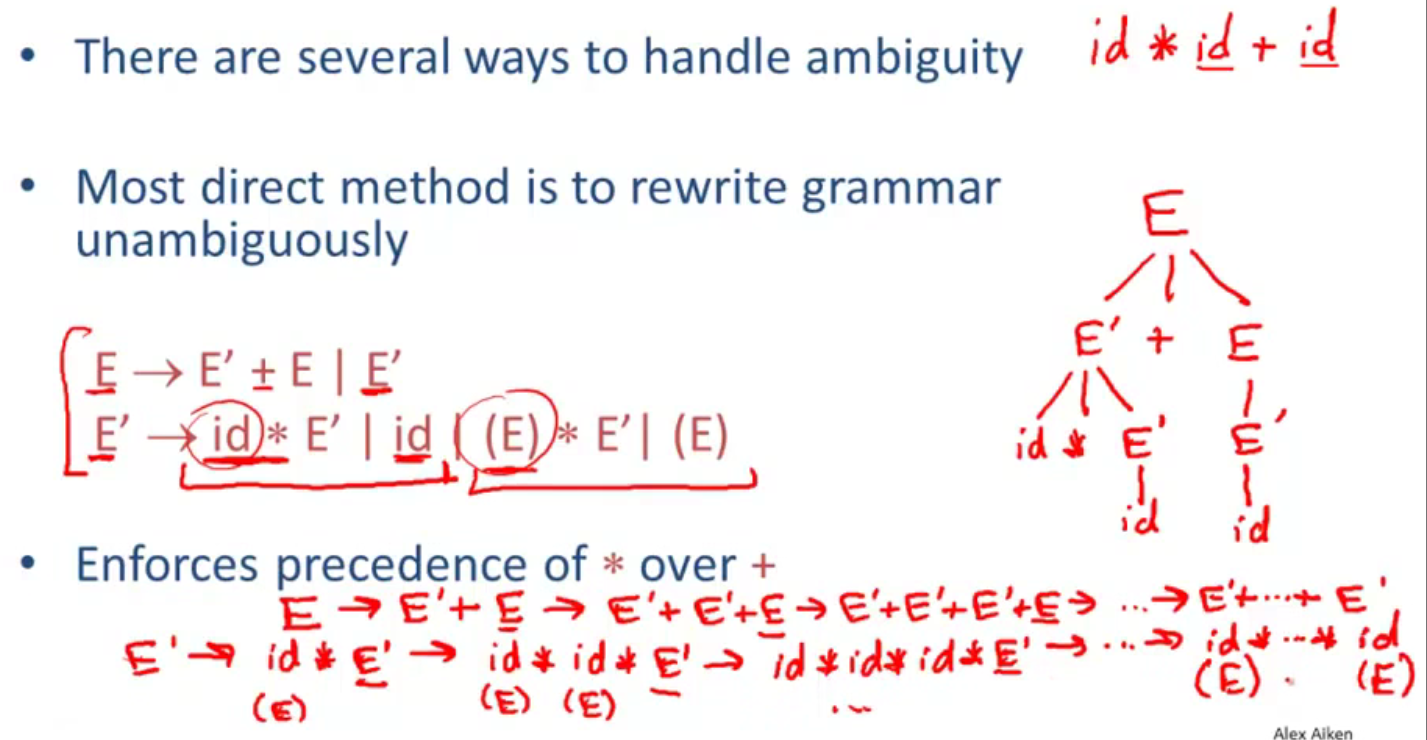 • There are several ways to handle ambiguity id * id + id
• Most direct method is to rewrite grammar
unambiguously
E
E → E’ + E | E’
E' + E
E’ → id * E’ | id | (E) * E’ | (E)
id * E' E'
id id
• Enforces precedence of * over +
E → E'+ E → E'+ E'+E → E'+E'+E'+E → ...→ E'+...+ E'
E' → id * E' → id * id * E' → id * id * id * E' → ... → id * ... * id
(E) (E) (E) ... (E) . (E)
Alex Aiken